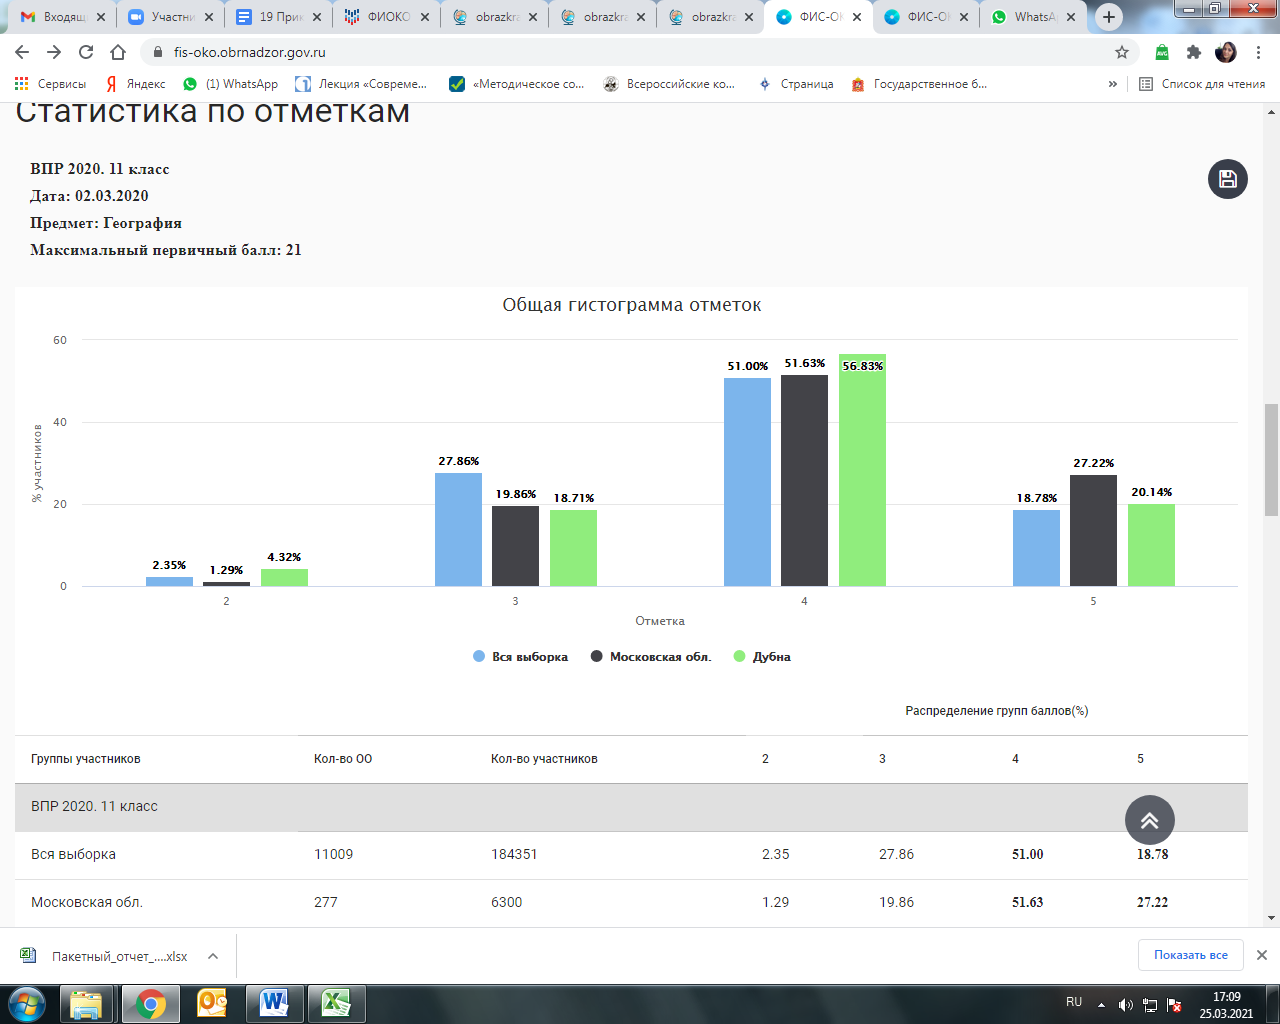 Входящ
Участни
19 При
ФИОКО
obrazkra
obrazkra
obrazkra
ФИС-О
ФИС-О
WhatsA
fis-oko.obrnadzor.gov.ru
Сервисы
Яндекс
(1) WhatsApp
Лекция «Совреме...
«Методическое со...
Всероссийские ко...
Страница
Государственное б...
»
Список для чтения
Статистика по отметкам
ВПР 2020. 11 класс
Дата: 02.03.2020
Предмет: География
Максимальный первичный балл: 21
Общая гистограмма отметок
60
40
20
0
% участников
2.35% 1.29% 4.32%
27.86% 19.86% 18.71%
51.00% 51.63% 56.83%
18.78% 27.22% 20.14%
2 3 4 5
Отметка
Вся выборка Московская обл. Дубна
Распределение групп баллов(%)
Группы участников Кол-во ОО Кол-во участников 2 3 4 5
ВПР 2020. 11 класс
Вся выборка 11009 184351 2.35 27.86 51.00 18.78
Московская обл. 277 6300 1.29 19.86 51.63 27.22
Пакетный_отчет_....xlsx
Показать все
RU
17:09
25.03.2021